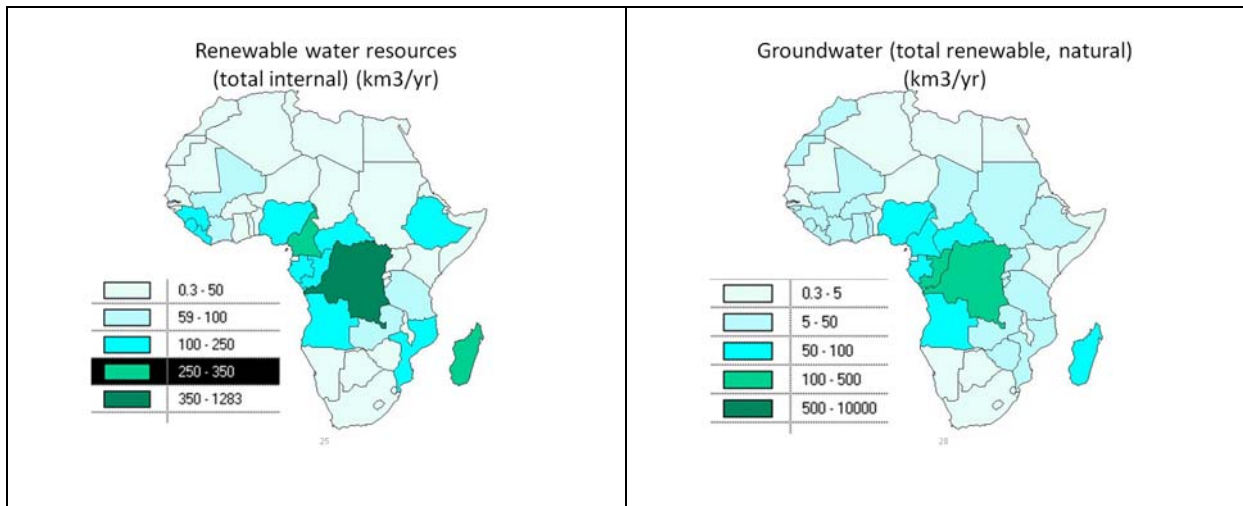 Renewable water resources
(total internal) (km3/yr)
0.3 - 50
59 - 100
100 - 250
250 - 350
350 - 1283
25
Groundwater (total renewable, natural)
(km3/yr)
0.3 - 5
5 - 50
50 - 100
100 - 500
500 - 10000
28